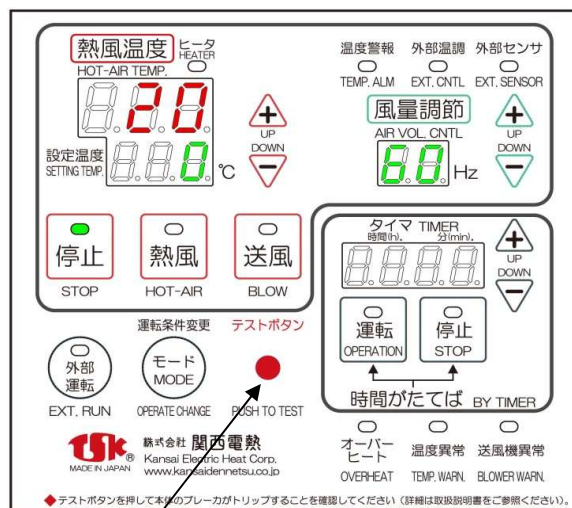 熱風温度 ヒータ HEATER
HOT-AIR TEMP.
20
設定温度
SETTING TEMP.
0 ℃
+
UP
DOWN
−
温度警報 外部温調 外部センサ
TEMP. ALM EXT. CNTL EXT. SENSOR
風量調節
AIR VOL. CNTL
60 Hz
+
UP
DOWN
−
停止 熱風 送風
STOP HOT-AIR BLOW
タイマ TIMER
時間(h). 分(min).
+
UP
DOWN
−
運転 OPERATION
停止 STOP
時間がたてば BY TIMER
運転条件変更 テストボタン
外部運転 モード MODE
EXT. RUN OPERATE CHANGE PUSH TO TEST
オーバーヒート 温度異常 送風機異常
OVERHEAT TEMP. WARN. BLOWER WARN.
TSK ®
MADE IN JAPAN
株式会社 関西電熱
Kansai Electric Heat Corp.
www.kansaidennetsu.co.jp
◆テストボタンを押して本体のブレーカがトリップすることを確認してください（詳細は取扱説明書をご参照ください）。